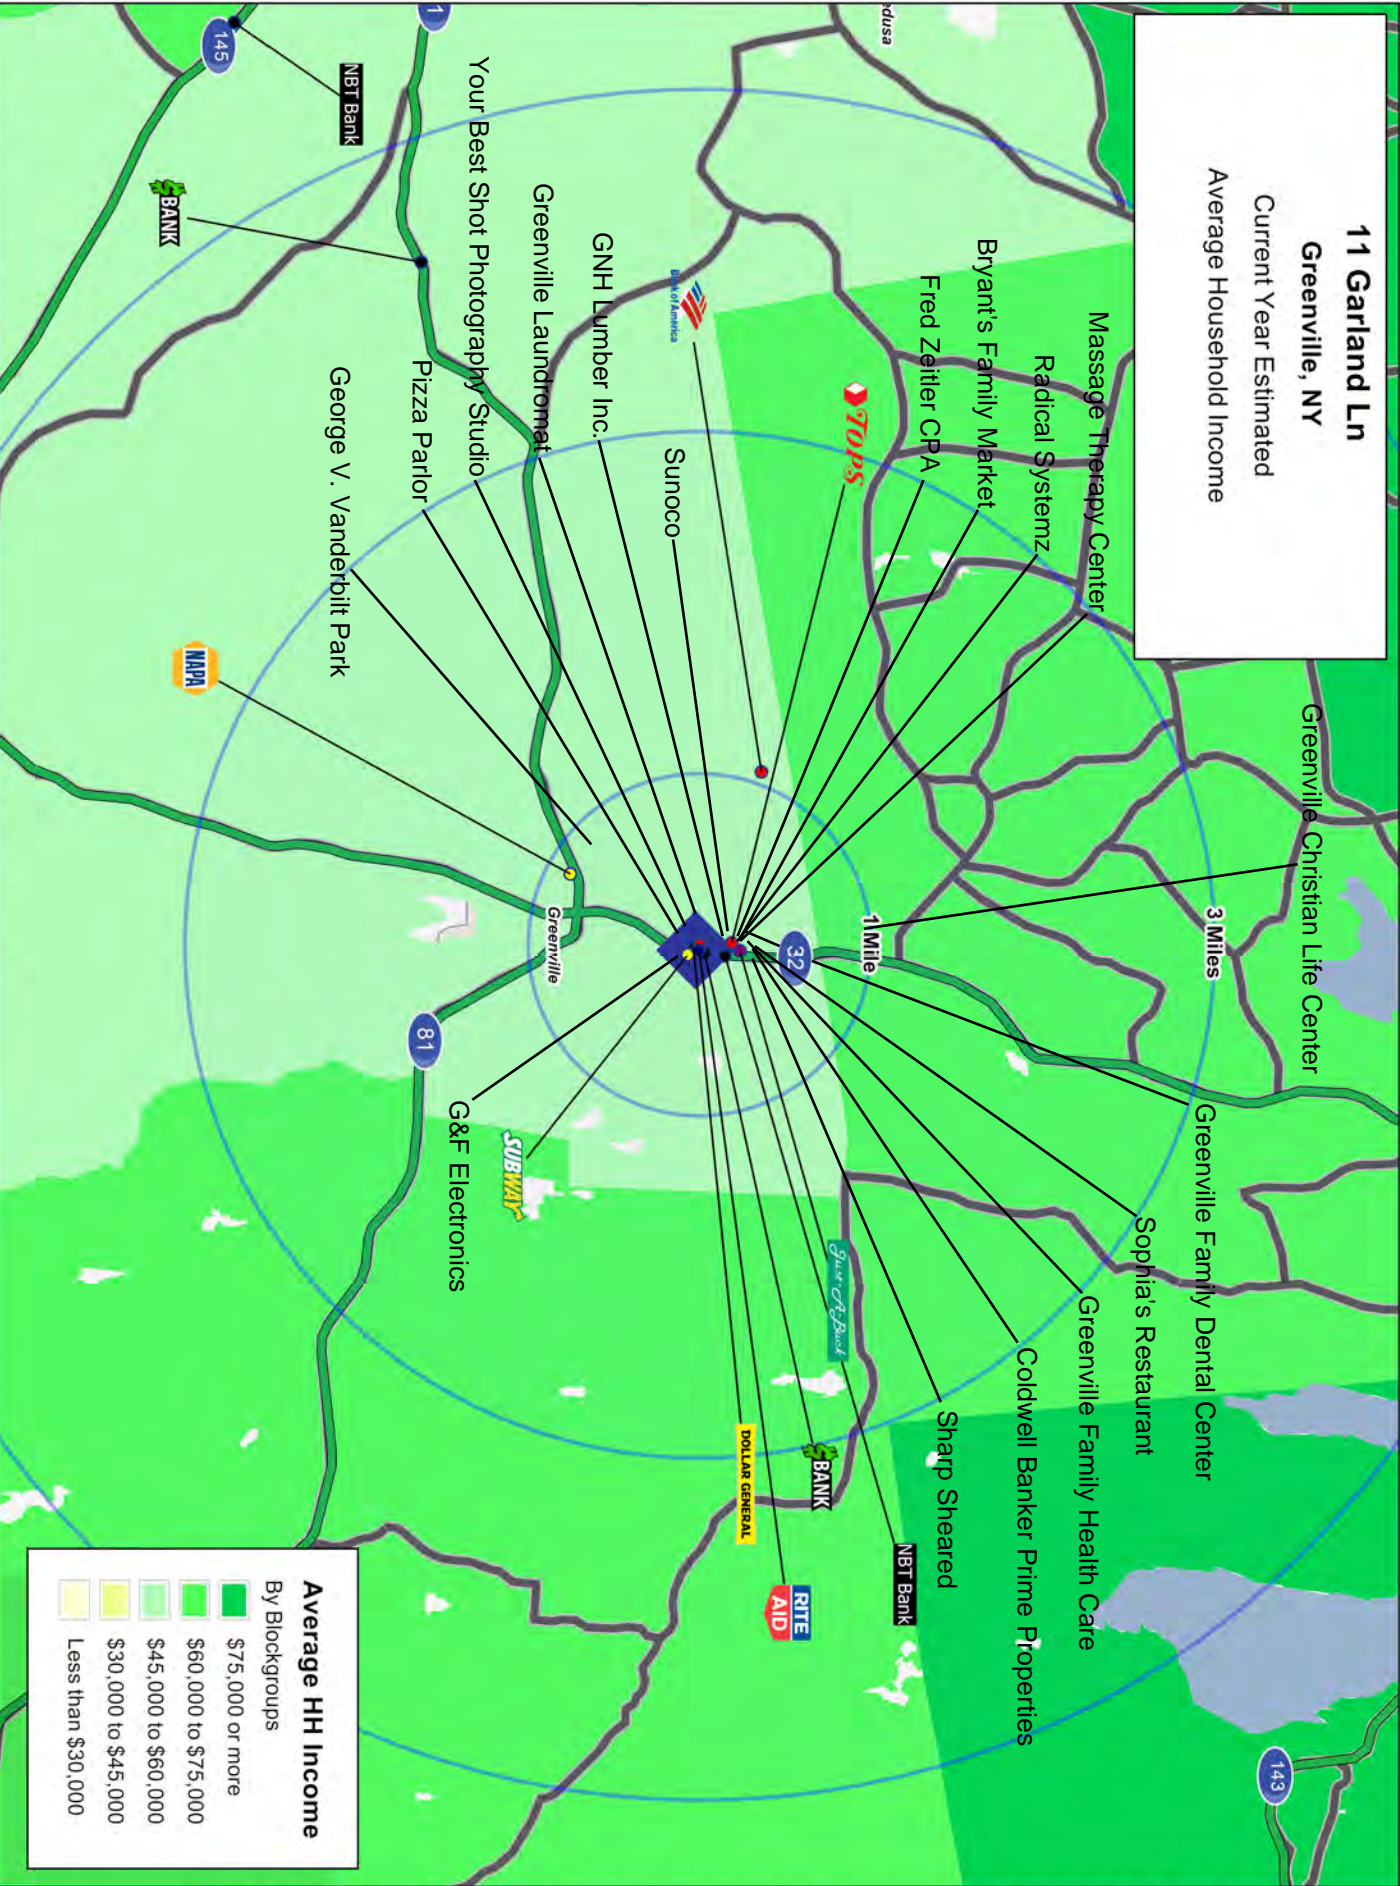 11 Garland Ln
Greenville, NY
Current Year Estimated
Average Household Income
Greenville Christian Life Center
3 Miles
Greenville Family Dental Center
Sophia's Restaurant
Greenville Family Health Care
Coldwell Banker Prime Properties
Sharp Sheared
Massage Therapy Center
Radical Systemz
Bryant's Family Market
Fred Zeitler CPA
TOPS
edusa
1 Mile
32
143
NBT Bank
Just-A-Buck
$BANK
RITE
AID
DOLLAR GENERAL
Bank of America
Sunoco
GNH Lumber Inc.
Greenville Laundromat
Your Best Shot Photography Studio
Pizza Parlor
George V. Vanderbilt Park
Greenville
SUBWAY
G&F Electronics
81
1
145
NBT Bank
$BANK
NAPA
Average HH Income
By Blockgroups
$75,000 or more
$60,000 to $75,000
$45,000 to $60,000
$30,000 to $45,000
Less than $30,000